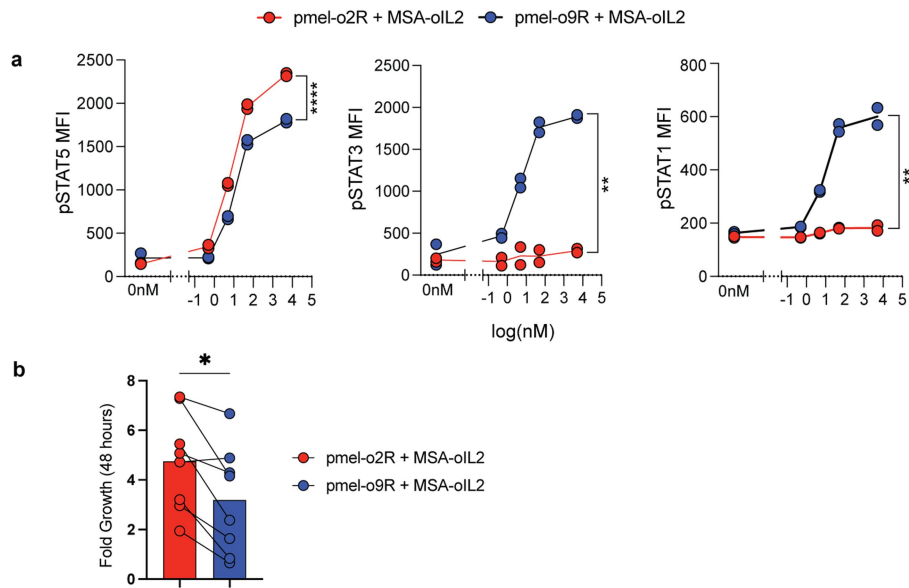 pmel-o2R + MSA-oIL2 pmel-o9R + MSA-oIL2
a
pSTAT5 MFI
2500
2000
1500
1000
500
0
0nM
-1 0 1 2 3 4 5
****
pSTAT3 MFI
2500
2000
1500
1000
500
0
0nM
-1 0 1 2 3 4 5
**
log(nM)
pSTAT1 MFI
800
600
400
200
0
0nM
-1 0 1 2 3 4 5
**
b
*
Fold Growth (48 hours)
8
6
4
2
0
pmel-o2R + MSA-oIL2
pmel-o9R + MSA-oIL2